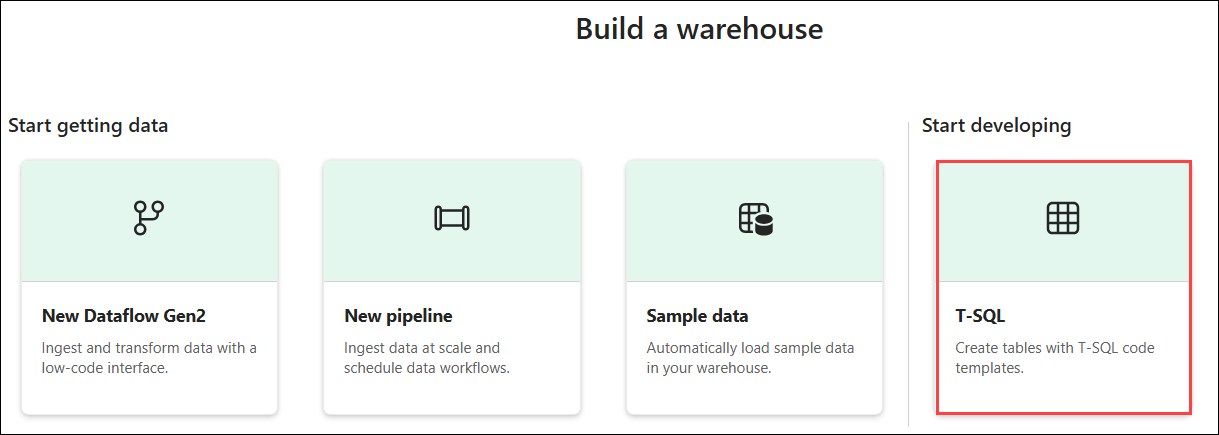 Build a warehouse
Start getting data
Start developing
New Dataflow Gen2
Ingest and transform data with a
low-code interface.
New pipeline
Ingest data at scale and
schedule data workflows.
Sample data
Automatically load sample data
in your warehouse.
T-SQL
Create tables with T-SQL code
templates.